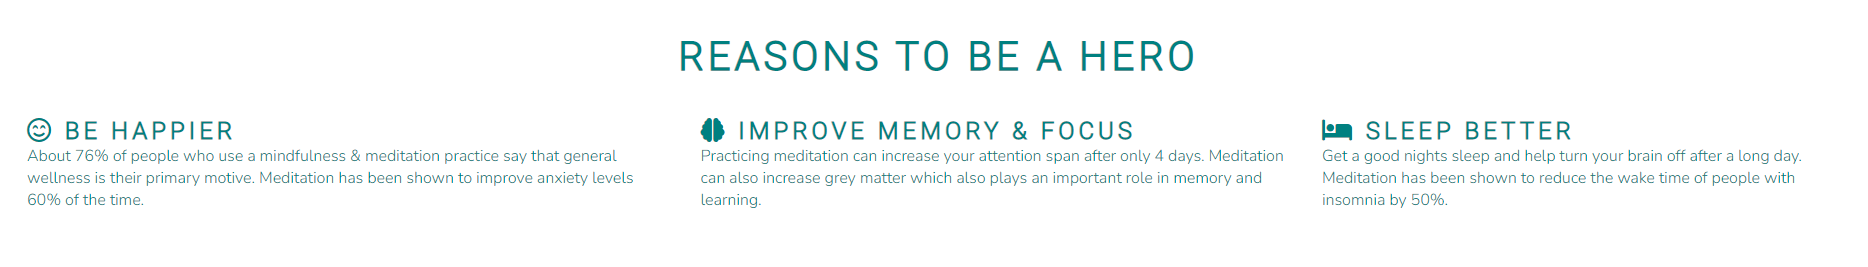 REASONS TO BE A HERO
BE HAPPIER
About 76% of people who use a mindfulness & meditation practice say that general
wellness is their primary motive. Meditation has been shown to improve anxiety levels
60% of the time.
IMPROVE MEMORY & FOCUS
Practicing meditation can increase your attention span after only 4 days. Meditation
can also increase grey matter which also plays an important role in memory and
learning.
SLEEP BETTER
Get a good nights sleep and help turn your brain off after a long day.
Meditation has been shown to reduce the wake time of people with
insomnia by 50%.